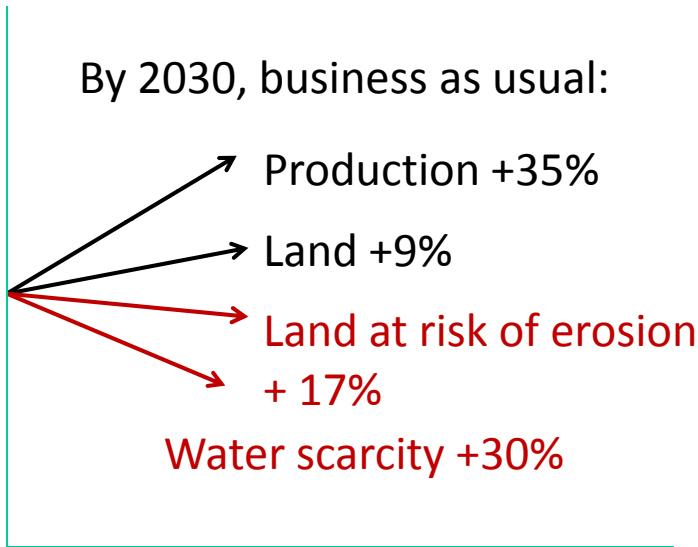 By 2030, business as usual:
Production +35%
Land +9%
Land at risk of erosion
+ 17%
Water scarcity +30%